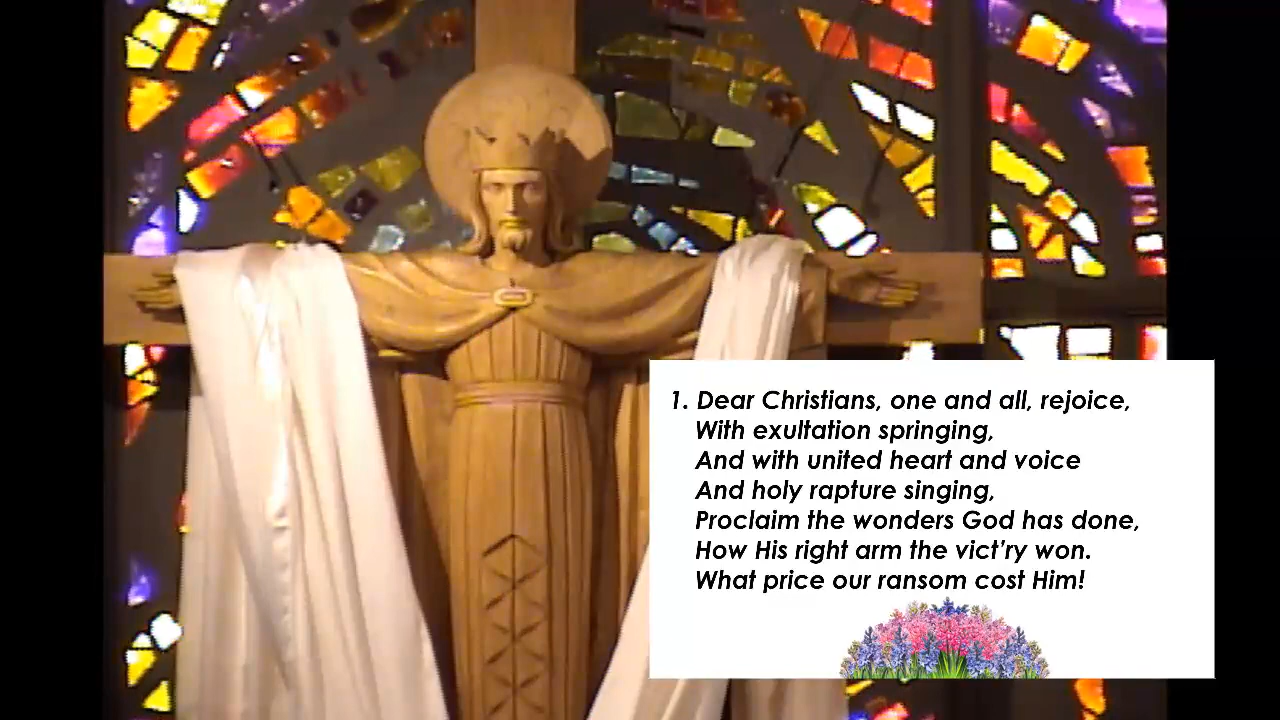 1. Dear Christians, one and all, rejoice,
With exultation springing,
And with united heart and voice
And holy rapture singing,
Proclaim the wonders God has done,
How His right arm the vict'ry won.
What price our ransom cost Him!